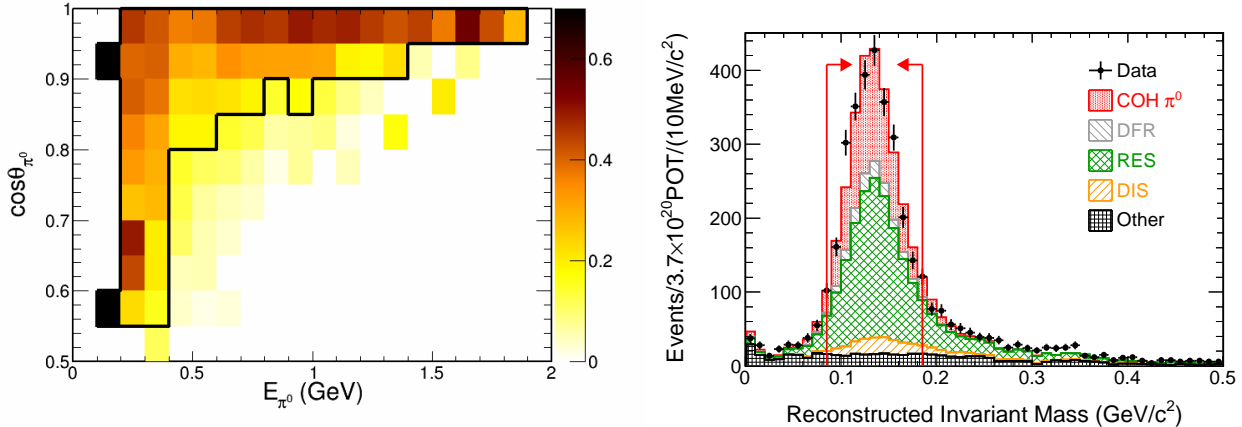 1
0.9
0.8
0.7
0.6
0.5
cosθπ⁰
0 0.5 1 1.5 2
Eπ⁰ (GeV)
0.6
0.4
0.2
0
400
300
200
100
0
Events/3.7×10²⁰POT/(10MeV/c²)
Data
COH π⁰
DFR
RES
DIS
Other
0 0.1 0.2 0.3 0.4 0.5
Reconstructed Invariant Mass (GeV/c²)